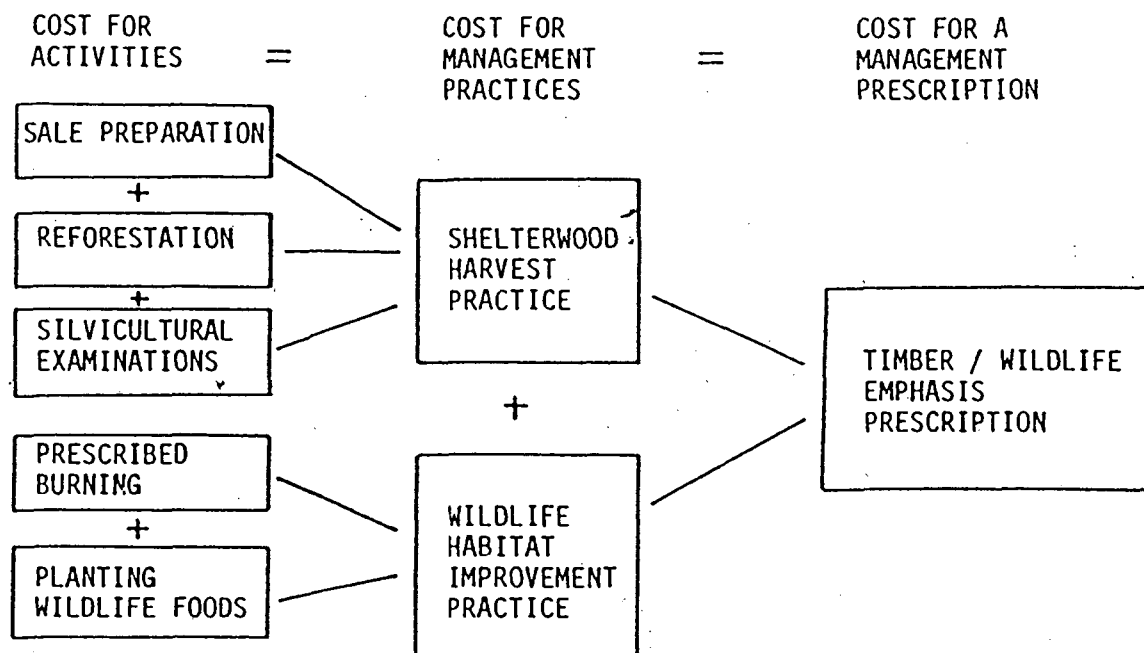 COST FOR
ACTIVITIES
=
COST FOR
MANAGEMENT
PRACTICES
=
COST FOR A
MANAGEMENT
PRESCRIPTION
SALE PREPARATION
+
REFORESTATION
+
SILVICULTURAL
EXAMINATIONS
PRESCRIBED
BURNING
+
PLANTING
WILDLIFE FOODS
SHELTERWOOD
HARVEST
PRACTICE
+
WILDLIFE
HABITAT
IMPROVEMENT
PRACTICE
TIMBER / WILDLIFE
EMPHASIS
PRESCRIPTION